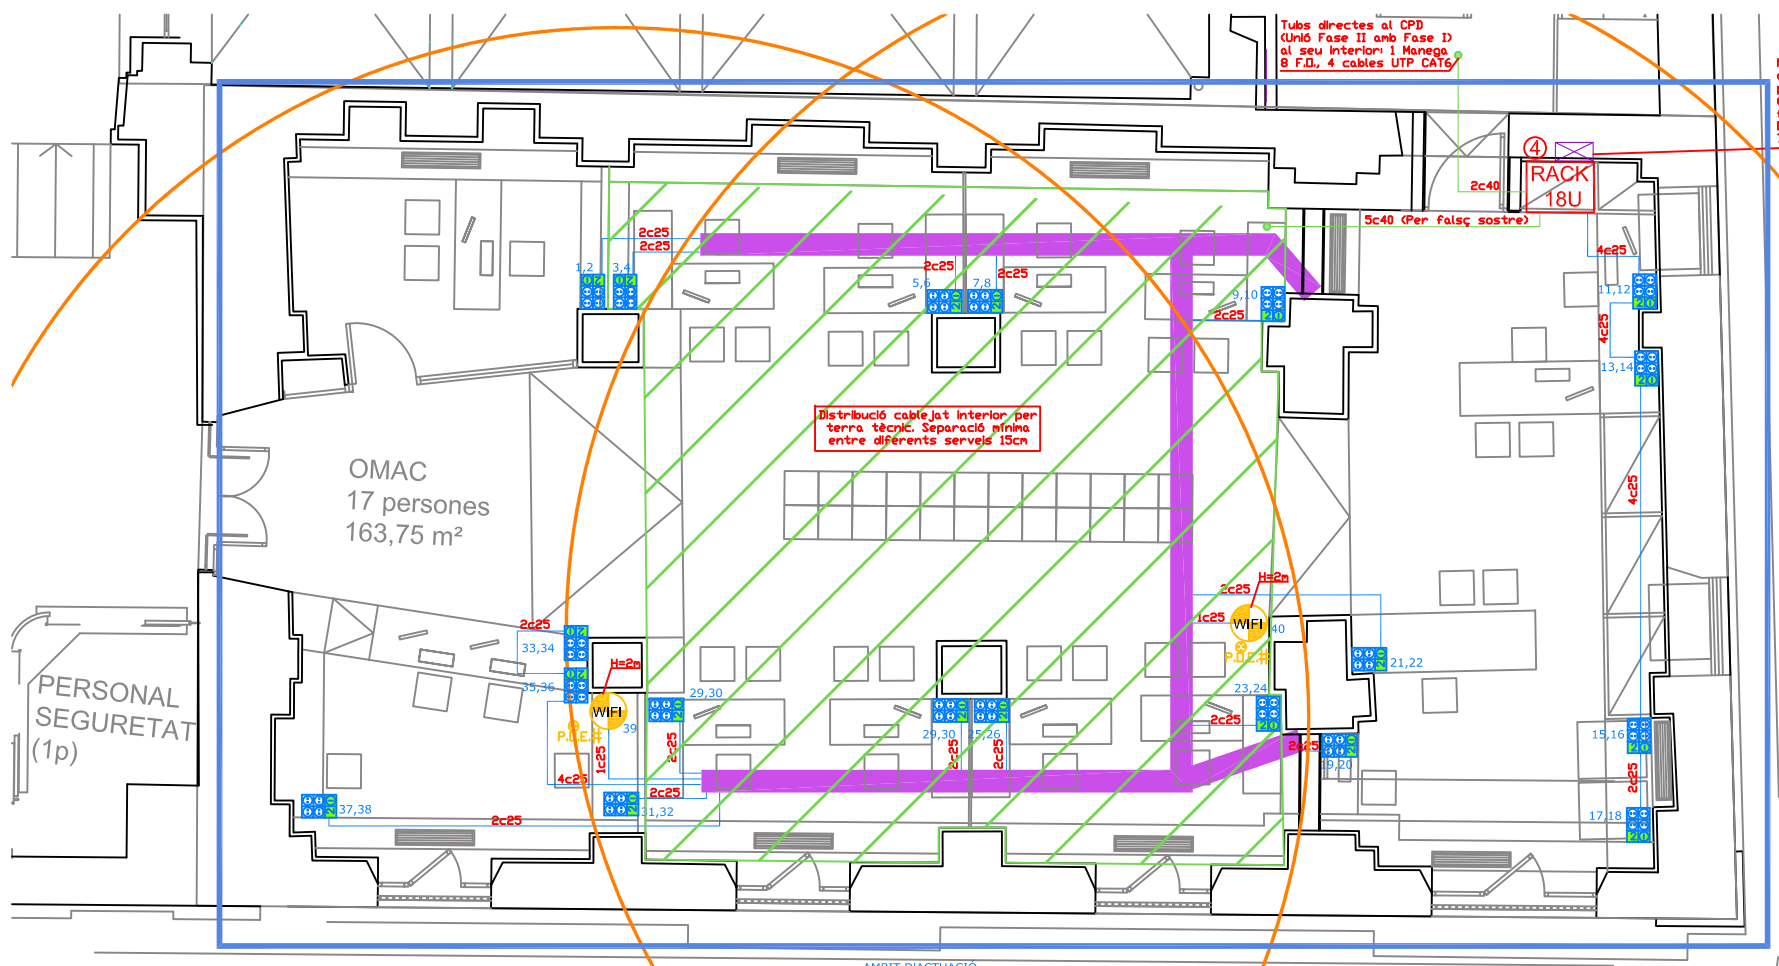 Tubs directes al CPD
(Unió Fase II amb Fase I)
al seu interior: 1 Manega
8 F.O., 4 cables UTP CAT6
4
RACK
18U
2c40
5c40 (Per falsç sostre)
2c25
2c25
1,2
3,4
2c25
2c25
5,6
7,8
9,10
2c25
4c25
11,12
4c25
13,14
Distribució cablejat interior per
terra tècnic. Separació mínima
entre diferents serveis 15cm
OMAC
17 persones
163,75 m²
4c25
H=2m
2c25
1c25
WIFI
40
P.O.E.#
2c25
33,34
H=2m
35,36
WIFI
39
P.O.E.#
29,30
21,22
23,24
2c25
PERSONAL
SEGURETAT
(1p)
29,30
25,26
2c25
2c25
2c25
1c25
4c25
2c25
19,20
15,16
2c25
2c25
31,32
37,38
2c25
17,18
AMBIT D'ACTUACIÓ